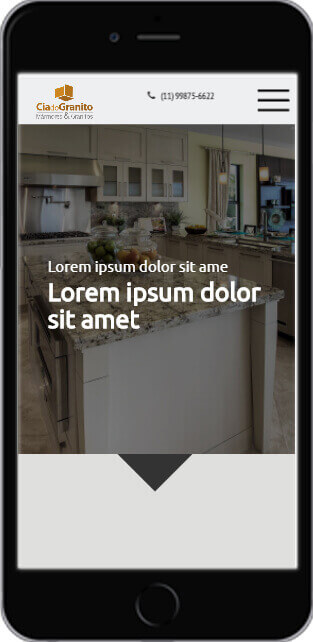 (11) 99875-6622
Cia do Granito
Mármores & Granitos
Lorem ipsum dolor sit ame
Lorem ipsum dolor
sit amet